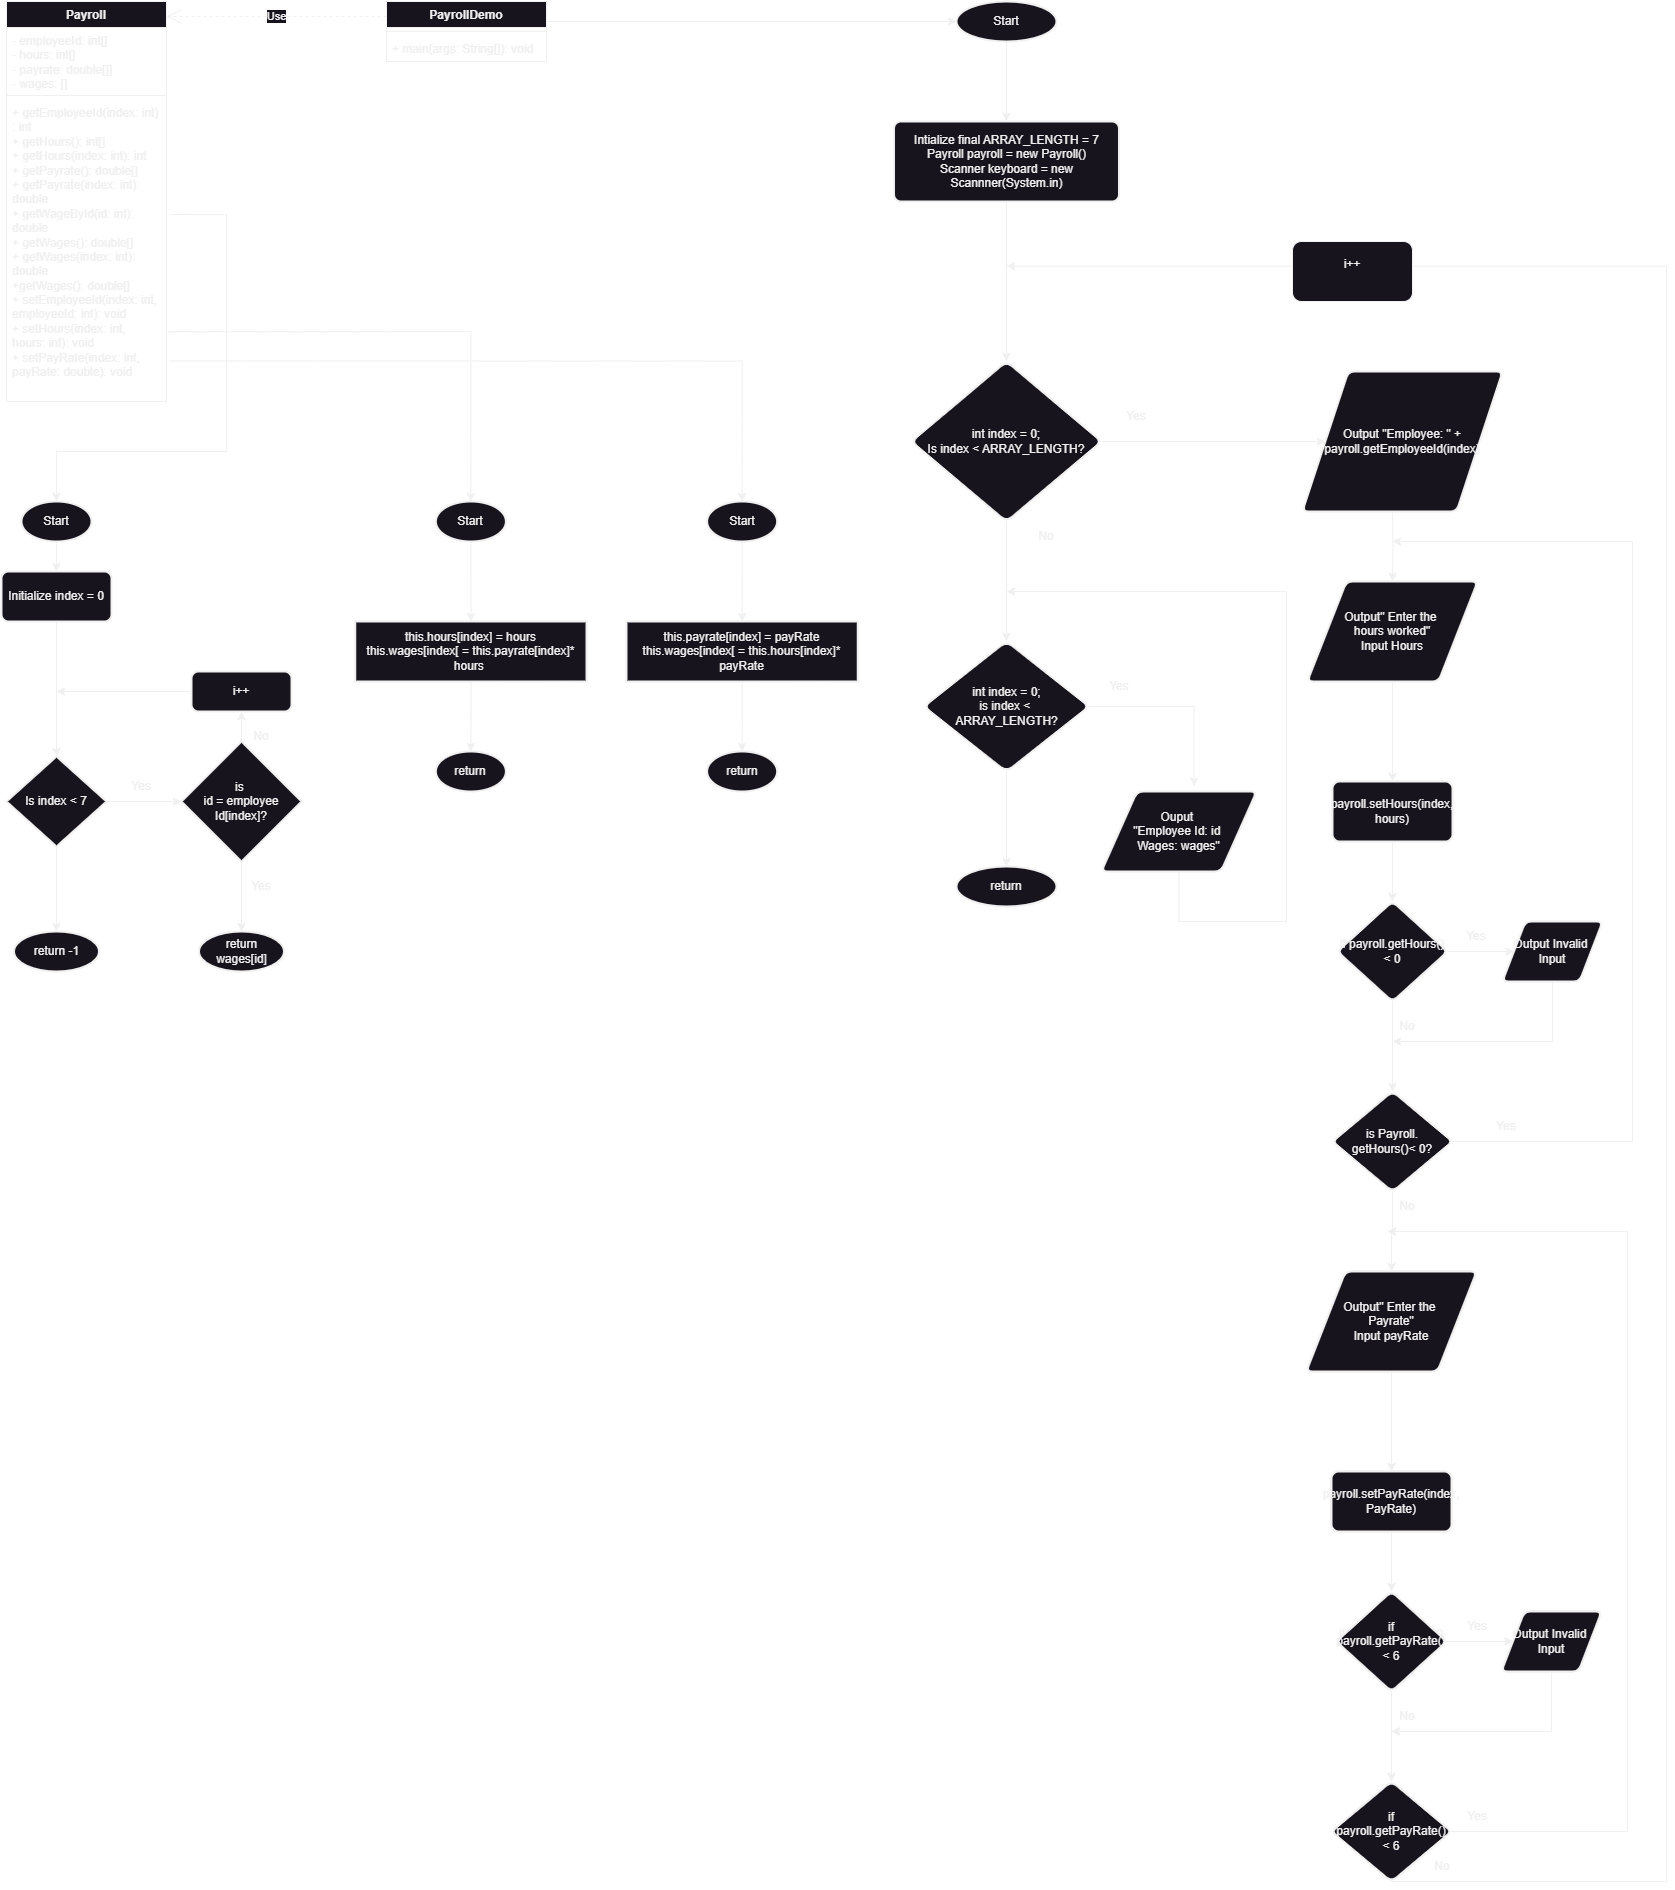 Payroll
- employeeId: int[]
- hours: int[]
- payrate: double[]]
- wages: []
+ getEmployeeId(index: int)
int
+ getHours(): int[]
+ getHours(index: int): int
+ getPayrate(): double[]
+ getPayrate(index: int):
double
+ getWageById(id: int):
double
+ getWages(): double[]
+ getWages(index: int):
double
+getWages(): double[]
+ setEmployeeId(index: int,
employeeId: int): void
+ setHours(index: int,
hours: int): void
+ setPayRate(index: int,
payRate: double): void
Use
PayrollDemo
+ main(args: String[]): void
Start
Initialize index = 0
i++
No
Is index < 7
Yes
is
id = employee
Id[index]?
Yes
return -1
return
wages[id]
Start
this.hours[index] = hours
this.wages[index[ = this.payrate[index]*
hours
return
Start
this.payrate[index] = payRate
this.wages[index[ = this.hours[index]*
payRate
return
Start
Intialize final ARRAY_LENGTH = 7
Payroll payroll = new Payroll()
Scanner keyboard = new
Scannner(System.in)
i++
int index = 0;
Is index < ARRAY_LENGTH?
Yes
No
int index = 0;
is index <
ARRAY_LENGTH?
Yes
Ouput
"Employee Id: id
Wages: wages"
return
Output "Employee: " +
payroll.getEmployeeId(index
Output" Enter the
hours worked"
Input Hours
payroll.setHours(index,
hours)
payroll.getHours()
< 0
Yes
Output Invalid
Input
No
is Payroll.
getHours()< 0?
Yes
No
Output" Enter the
Payrate"
Input payRate
payroll.setPayRate(index,
PayRate)
if
payroll.getPayRate()
< 6
Yes
Output Invalid
Input
No
if
payroll.getPayRate()
< 6
Yes
No